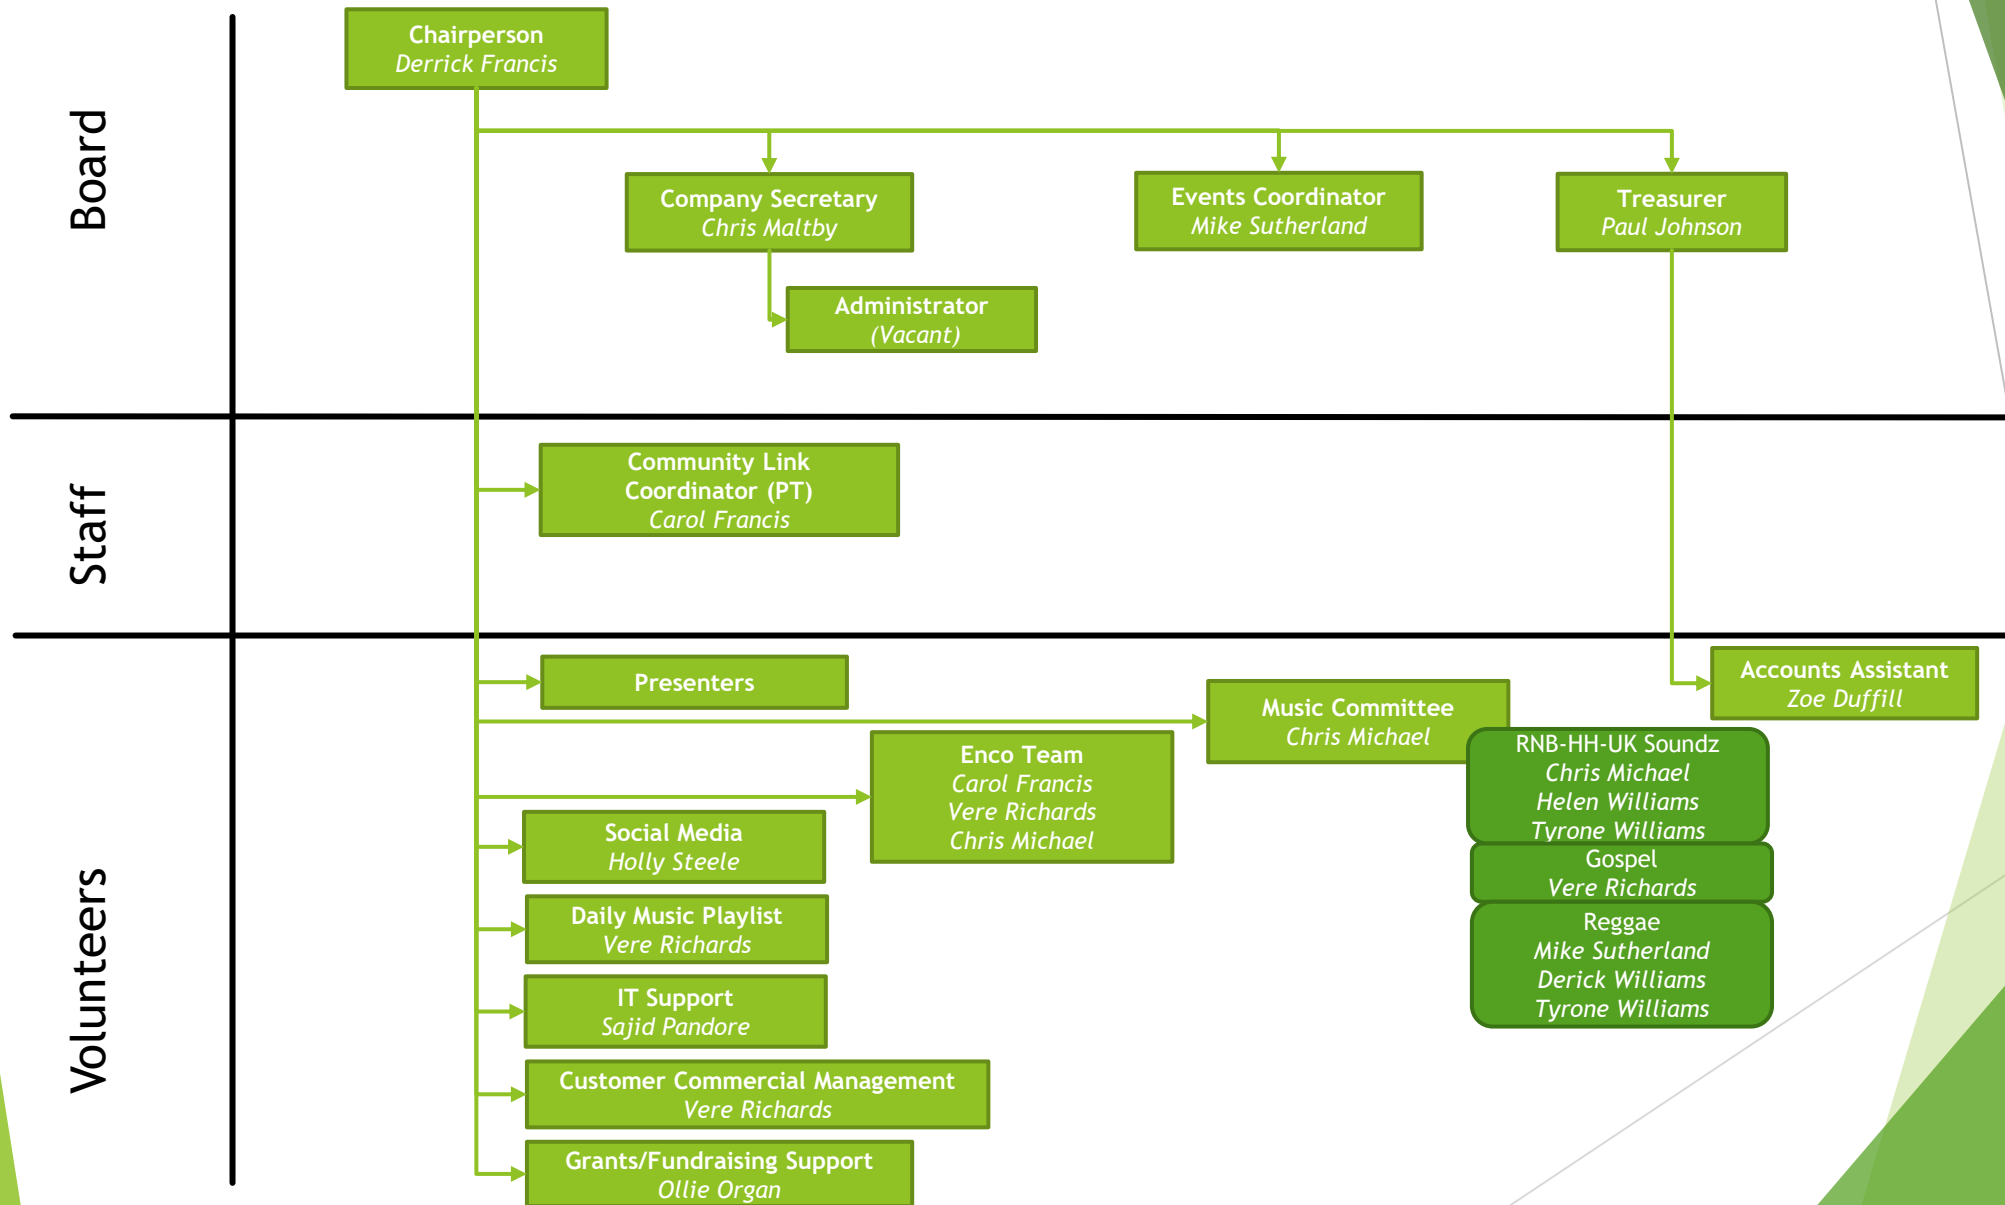 Board
Chairperson
Derrick Francis
Company Secretary
Chris Maltby
Events Coordinator
Mike Sutherland
Treasurer
Paul Johnson
Administrator
(Vacant)
Staff
Community Link
Coordinator (PT)
Carol Francis
Volunteers
Presenters
Accounts Assistant
Zoe Duffill
Music Committee
Chris Michael
RNB-HH-UK Soundz
Chris Michael
Helen Williams
Tyrone Williams
Gospel
Vere Richards
Reggae
Mike Sutherland
Derick Williams
Tyrone Williams
Enco Team
Carol Francis
Vere Richards
Chris Michael
Social Media
Holly Steele
Daily Music Playlist
Vere Richards
IT Support
Sajid Pandore
Customer Commercial Management
Vere Richards
Grants/Fundraising Support
Ollie Organ